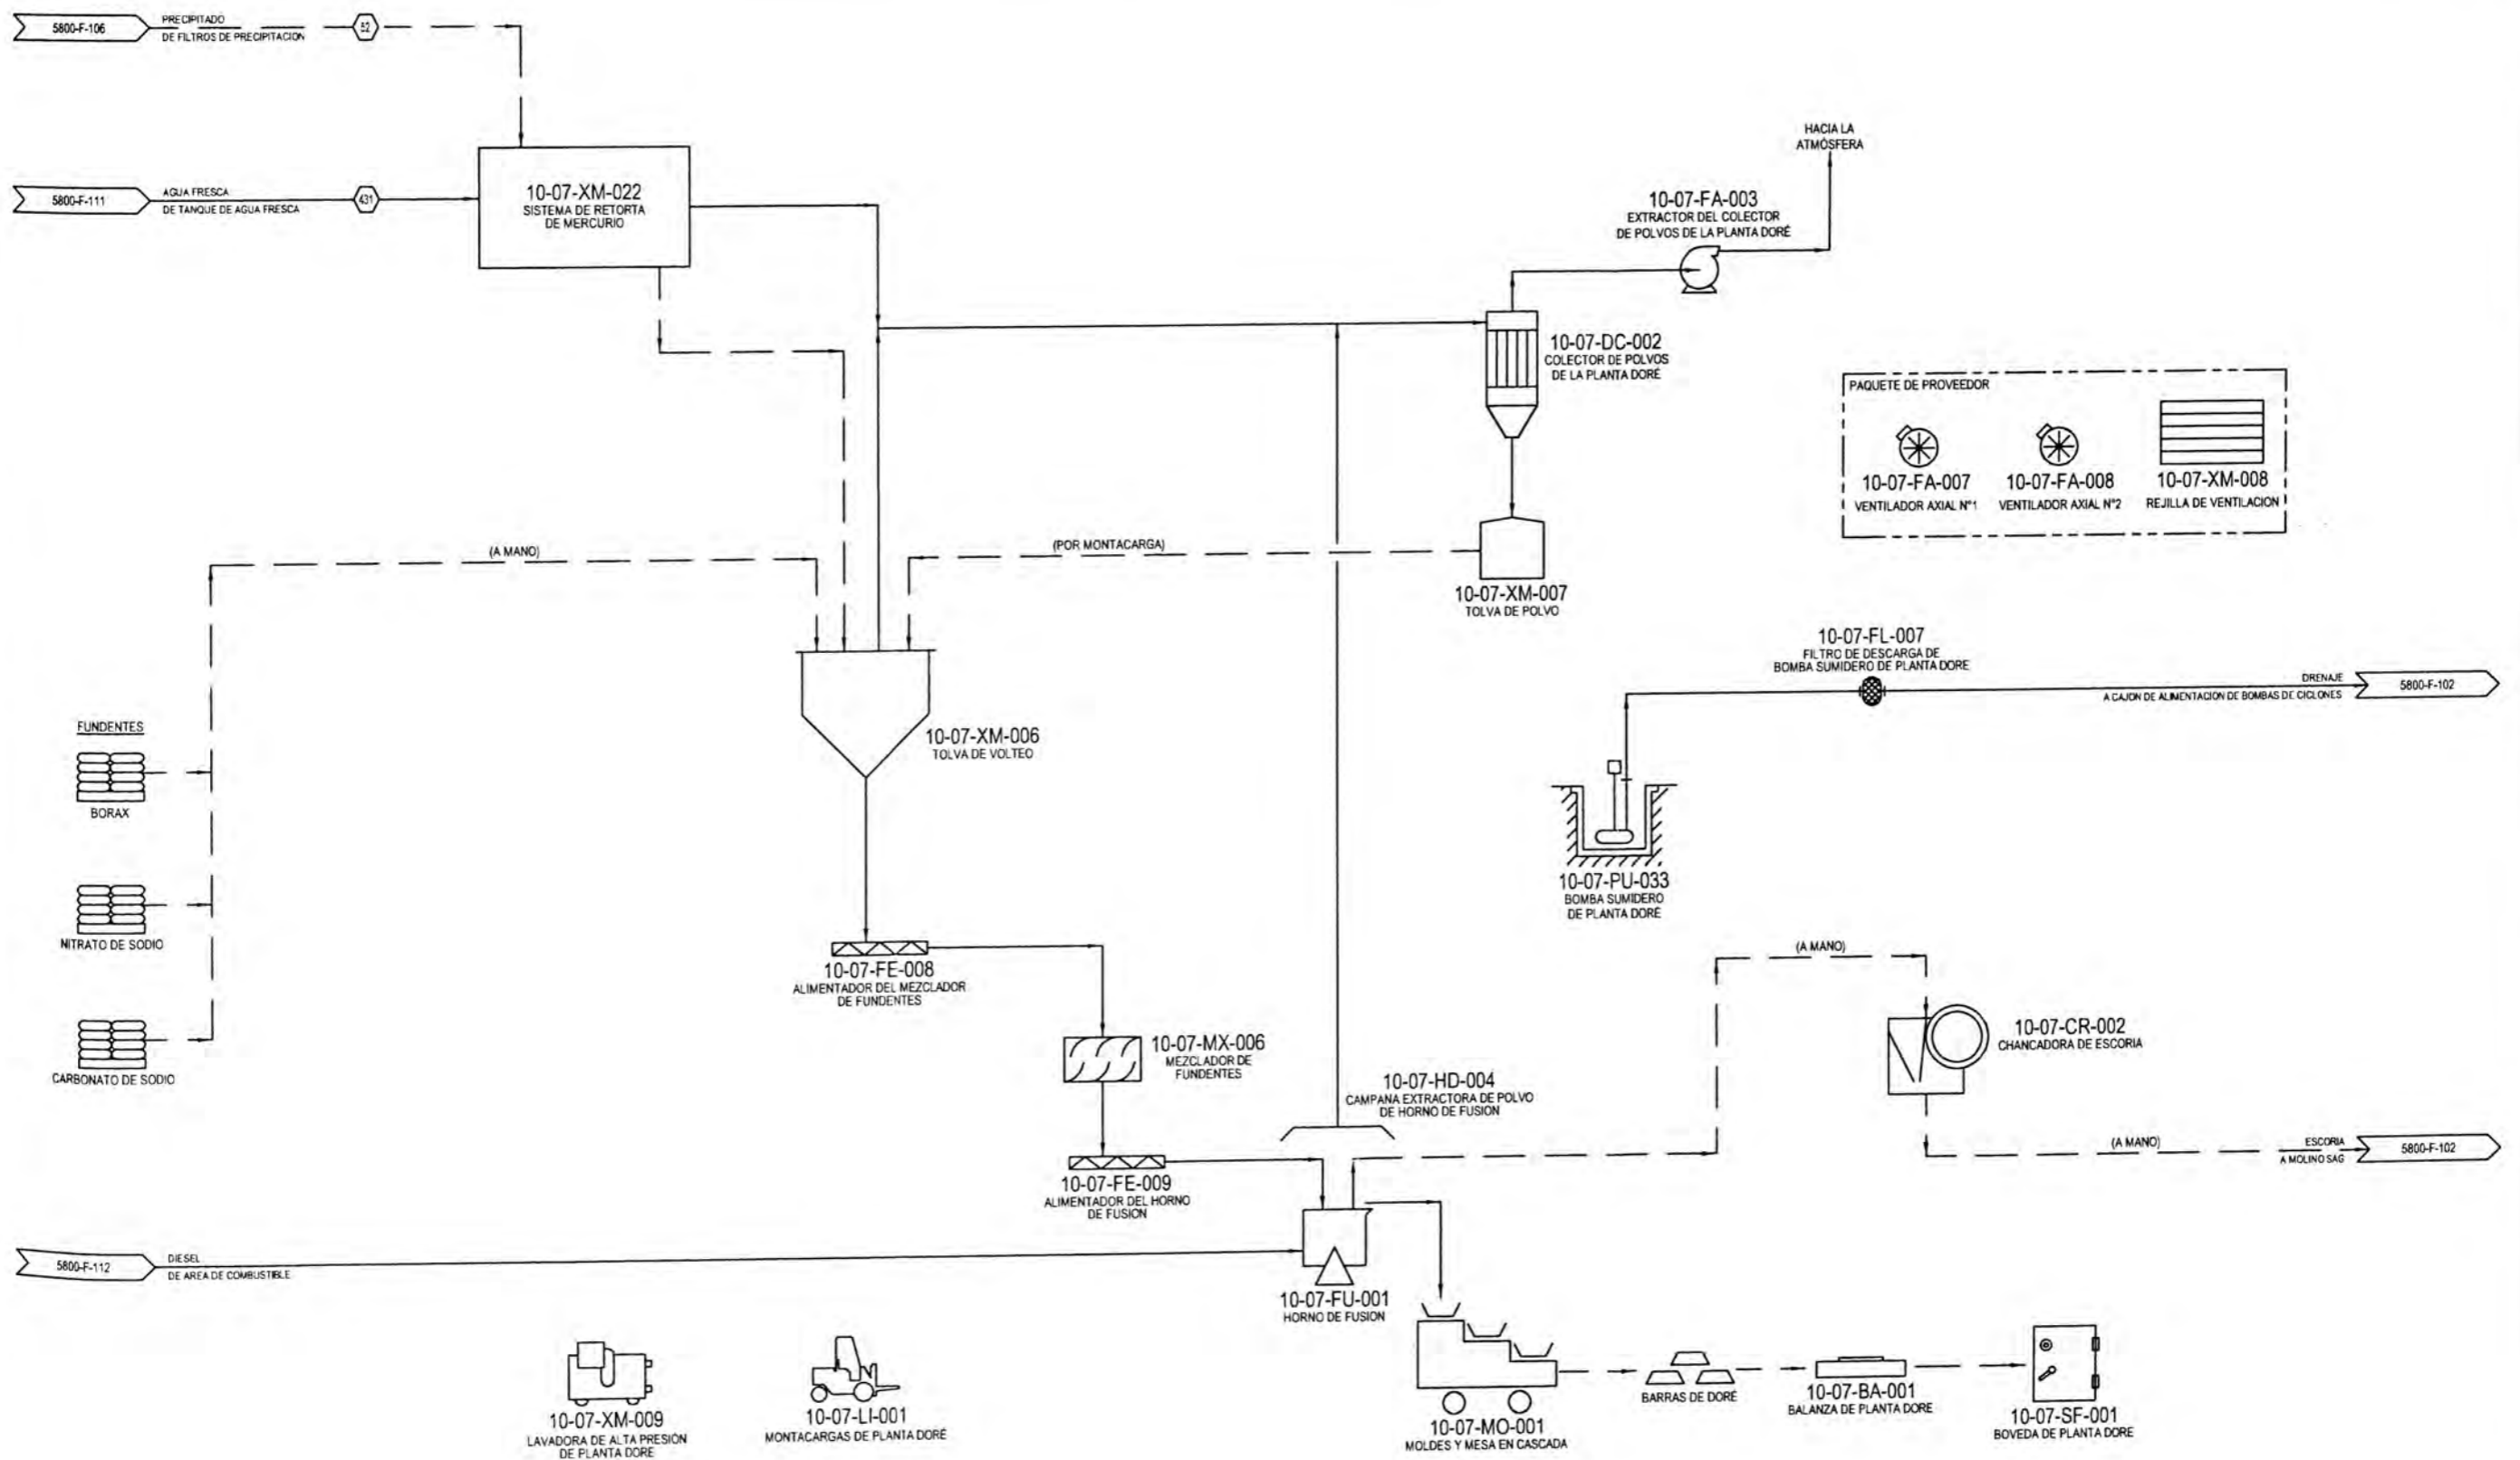 5800-F-106
PRECIPITADO
DE FILTROS DE PRECIPITACION
52
5800-F-111
AGUA FRESCA
DE TANQUE DE AGUA FRESCA
431
10-07-XM-022
SISTEMA DE RETORTA
DE MERCURIO
HACIA LA
ATMÓSFERA
10-07-FA-003
EXTRACTOR DEL COLECTOR
DE POLVOS DE LA PLANTA DORÉ
10-07-DC-002
COLECTOR DE POLVOS
DE LA PLANTA DORÉ
PAQUETE DE PROVEEDOR
10-07-FA-007
VENTILADOR AXIAL N°1
10-07-FA-008
VENTILADOR AXIAL N°2
10-07-XM-008
REJILLA DE VENTILACION
(A MANO)
(POR MONTACARGA)
10-07-XM-007
TOLVA DE POLVO
10-07-FL-007
FILTRO DE DESCARGA DE
BOMBA SUMIDERO DE PLANTA DORE
DRENAJE
A CAJON DE ALIMENTACION DE BOMBAS DE CICLONES
5800-F-102
FUNDENTES
BORAX
NITRATO DE SODIO
CARBONATO DE SODIO
10-07-XM-006
TOLVA DE VOLTEO
10-07-PU-033
BOMBA SUMIDERO
DE PLANTA DORÉ
10-07-FE-008
ALIMENTADOR DEL MEZCLADOR
DE FUNDENTES
(A MANO)
10-07-MX-006
MEZCLADOR DE
FUNDENTES
10-07-CR-002
CHANCADORA DE ESCORIA
10-07-HD-004
CAMPANA EXTRACTORA DE POLVO
DE HORNO DE FUSION
(A MANO)
ESCORIA
A MOLINO SAG
5800-F-102
10-07-FE-009
ALIMENTADOR DEL HORNO
DE FUSION
5800-F-112
DIESEL
DE AREA DE COMBUSTIBLE
10-07-FU-001
HORNO DE FUSION
10-07-XM-009
LAVADORA DE ALTA PRESIÓN
DE PLANTA DORE
10-07-LI-001
MONTACARGAS DE PLANTA DORÉ
10-07-MO-001
MOLDES Y MESA EN CASCADA
BARRAS DE DORÉ
10-07-BA-001
BALANZA DE PLANTA DORE
10-07-SF-001
BOVEDA DE PLANTA DORE